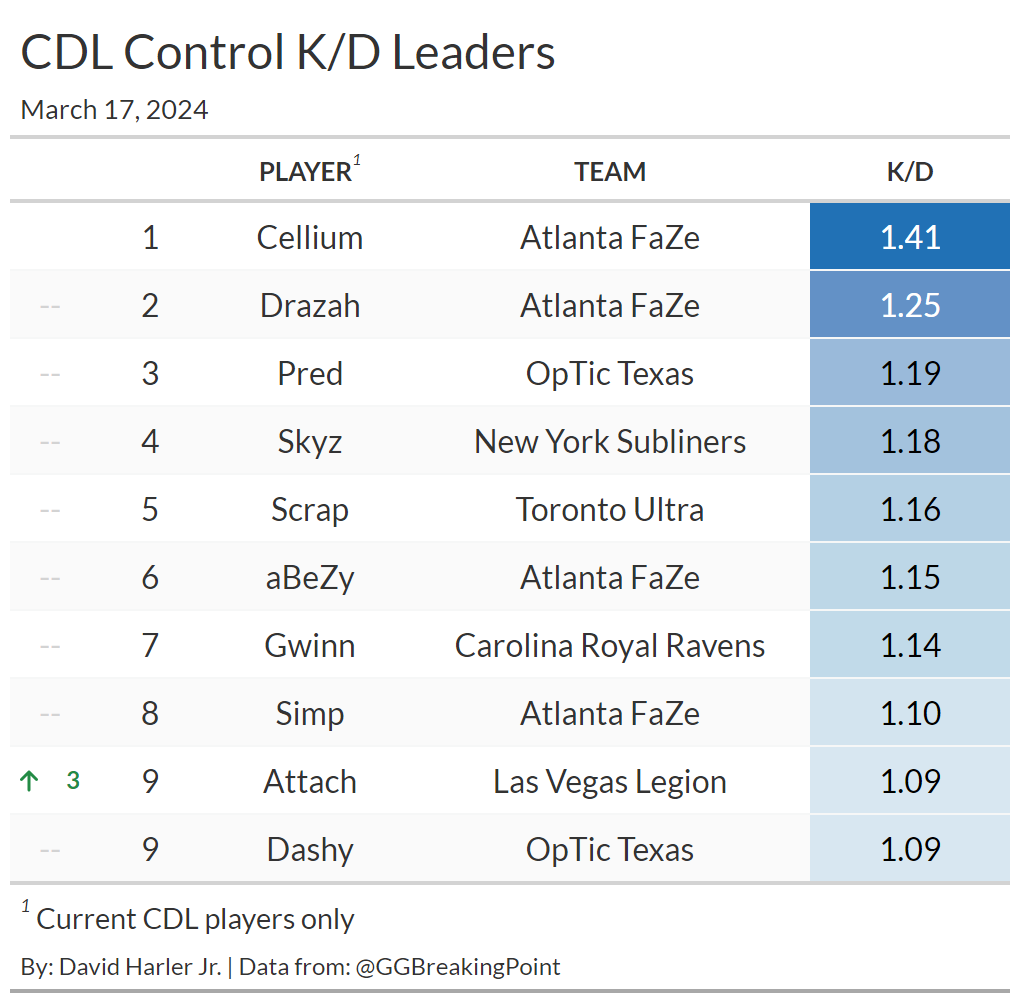 CDL Control K/D Leaders
March 17, 2024
PLAYER1 TEAM K/D
1 Cellium Atlanta FaZe 1.41
-- 2 Drazah Atlanta FaZe 1.25
-- 3 Pred OpTic Texas 1.19
-- 4 Skyz New York Subliners 1.18
-- 5 Scrap Toronto Ultra 1.16
-- 6 aBeZy Atlanta FaZe 1.15
-- 7 Gwinn Carolina Royal Ravens 1.14
-- 8 Simp Atlanta FaZe 1.10
↑ 3 9 Attach Las Vegas Legion 1.09
-- 9 Dashy OpTic Texas 1.09
1 Current CDL players only
By: David Harler Jr. | Data from: @GGBreakingPoint